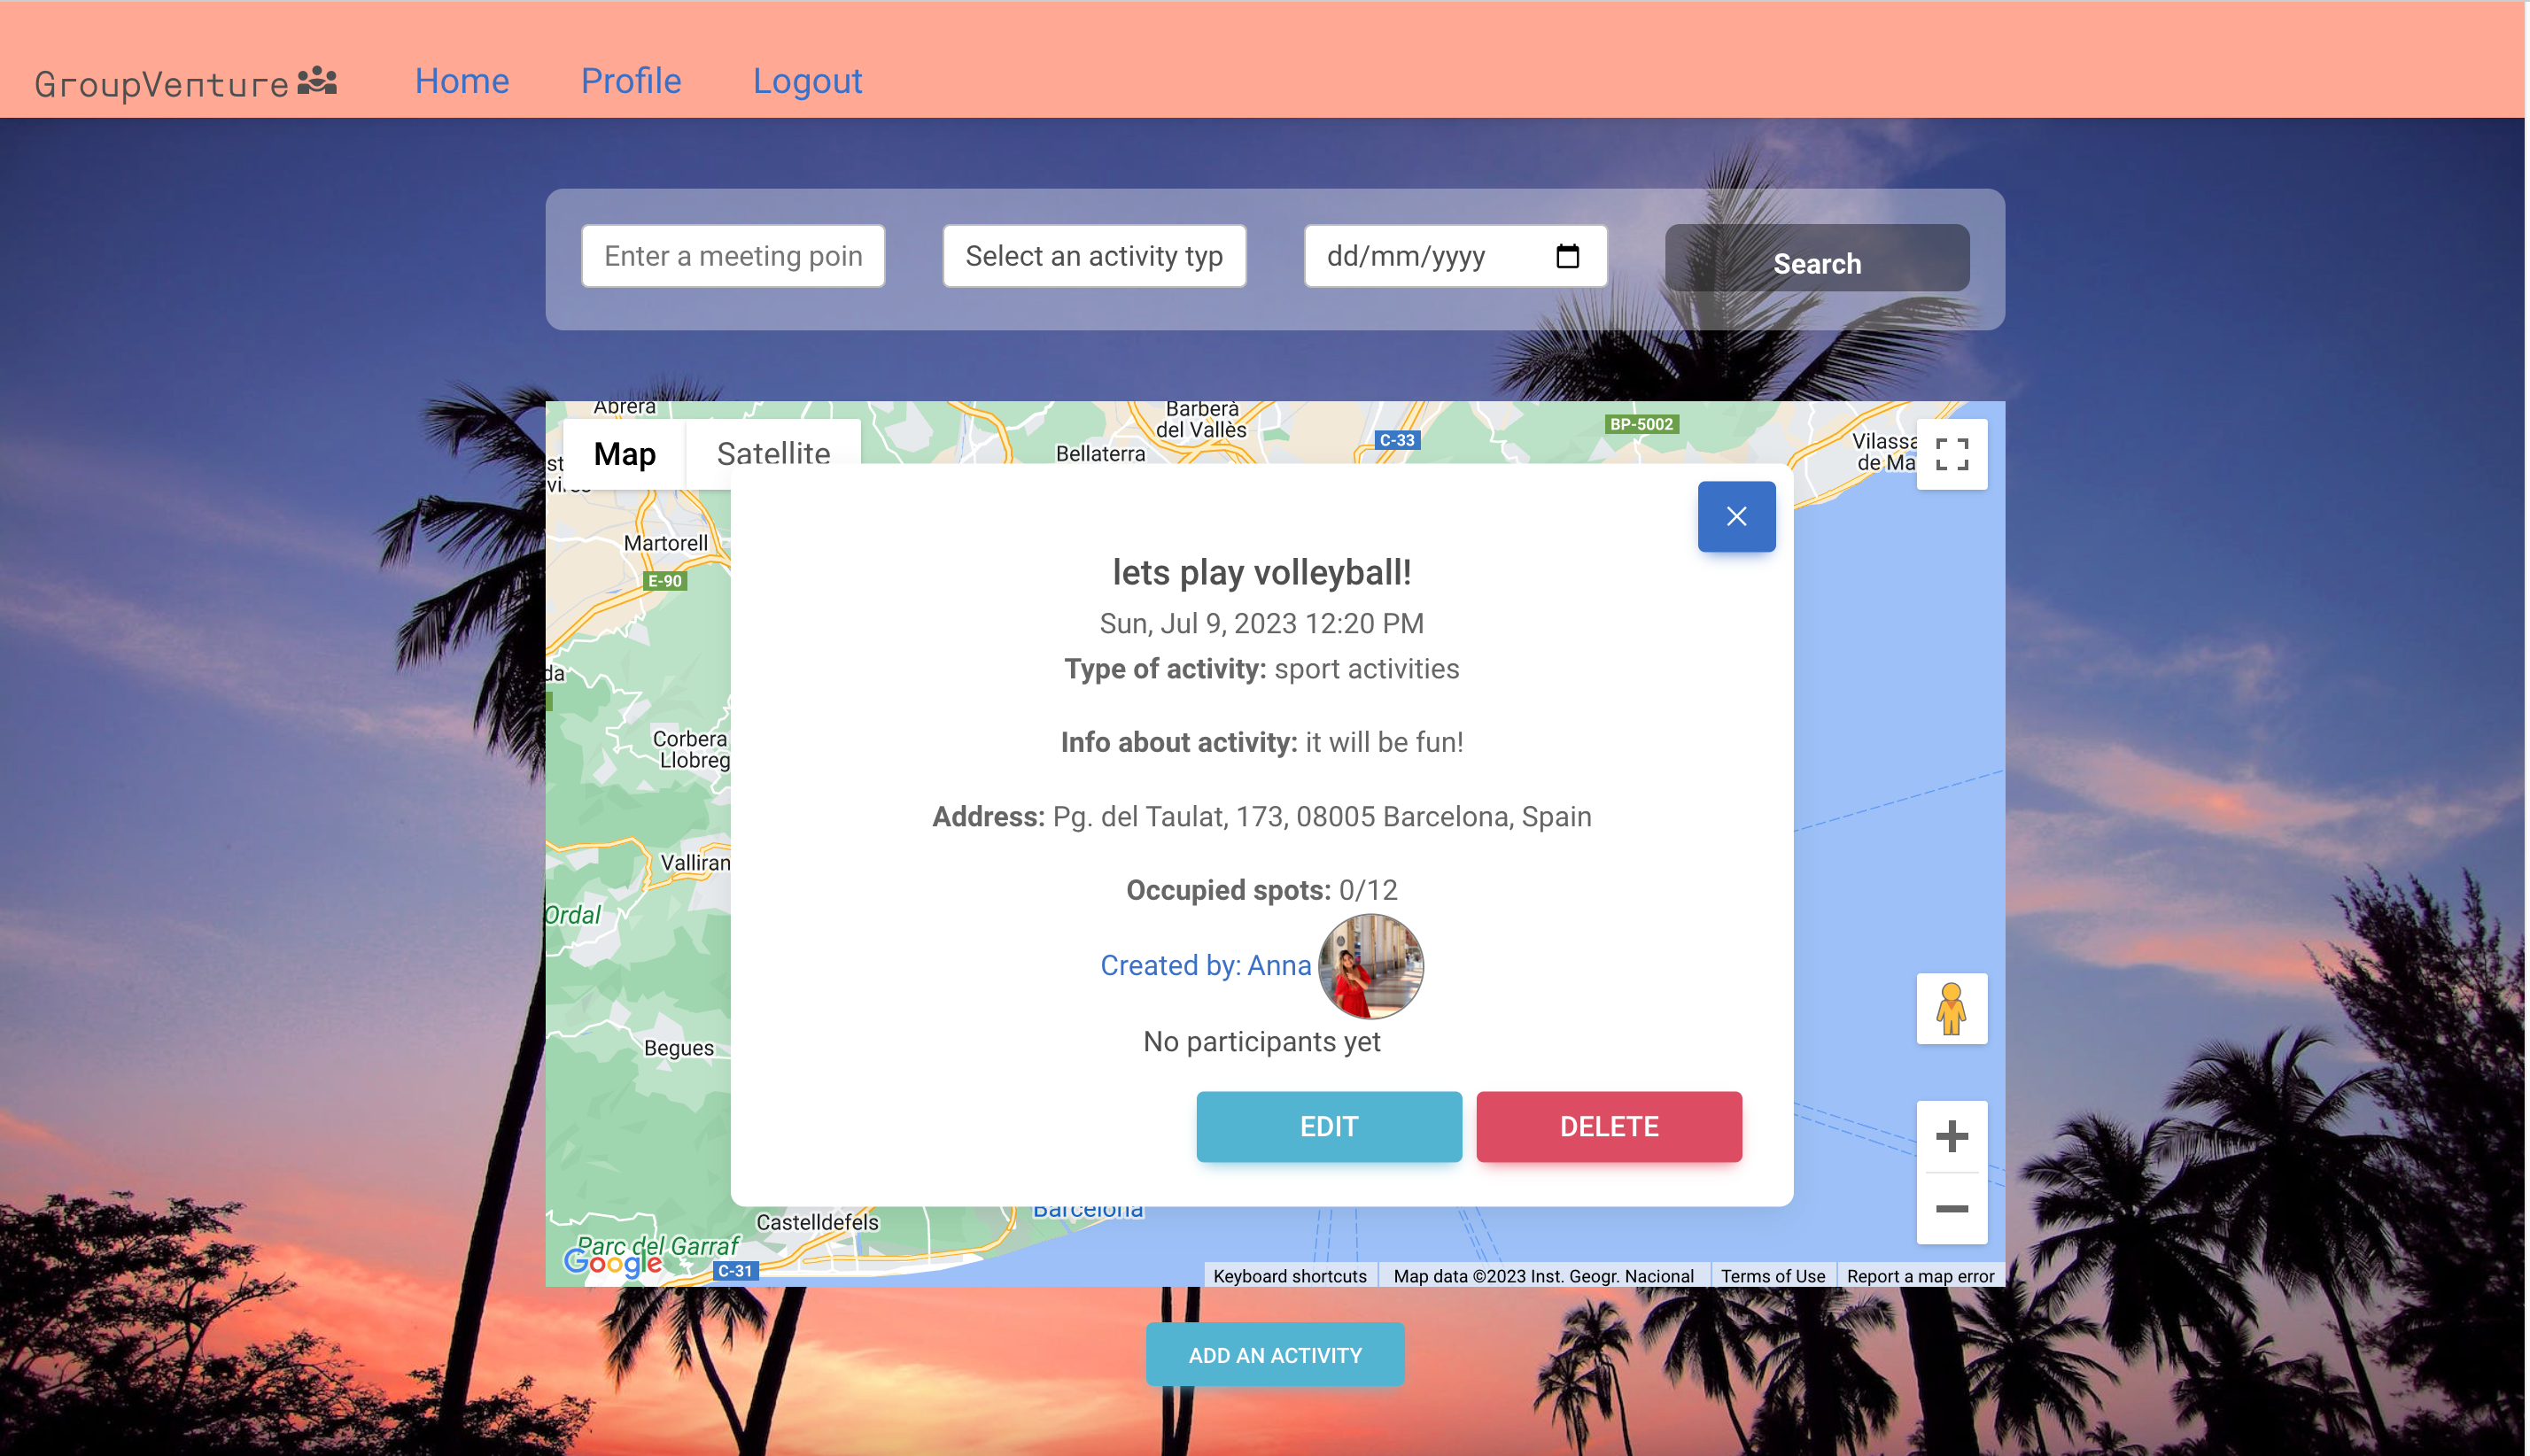 GroupVenture
Home
Profile
Logout
Enter a meeting poin
Select an activity typ
dd/mm/yyyy
Search
Abrera
Barberà
del Vallès
BP-5002
C-33
Map
Satellite
Bellaterra
Vilassa
de Ma
st
Martorell
E-90
lets play volleyball!
Sun, Jul 9, 2023 12:20 PM
Type of activity: sport activities
da
Corbera
Llobreg
Info about activity: it will be fun!
Address: Pg. del Taulat, 173, 08005 Barcelona, Spain
Valliran
Occupied spots: 0/12
Ordal
Created by: Anna
No participants yet
Begues
EDIT
DELETE
Barcelona
Castelldefels
Parc del Garraf
Google
C-31
Keyboard shortcuts
Map data ©2023 Inst. Geogr. Nacional
Terms of Use
Report a map error
ADD AN ACTIVITY